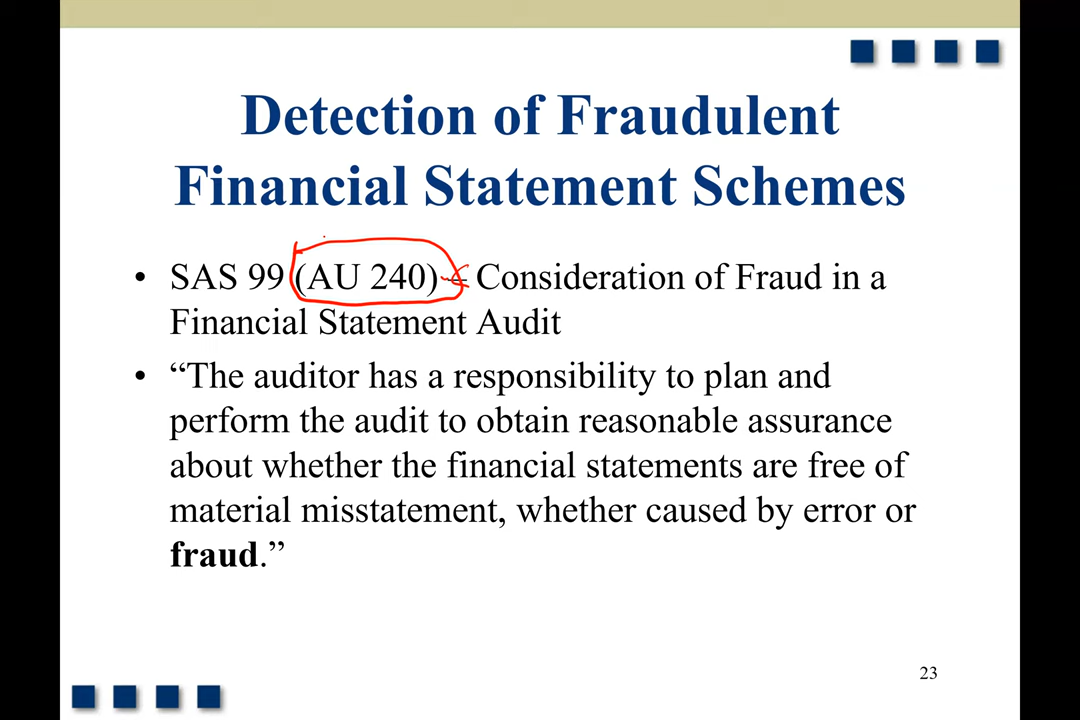 Detection of Fraudulent
Financial Statement Schemes
• SAS 99 (AU 240) – Consideration of Fraud in a
Financial Statement Audit
• “The auditor has a responsibility to plan and
perform the audit to obtain reasonable assurance
about whether the financial statements are free of
material misstatement, whether caused by error or
fraud.”
23